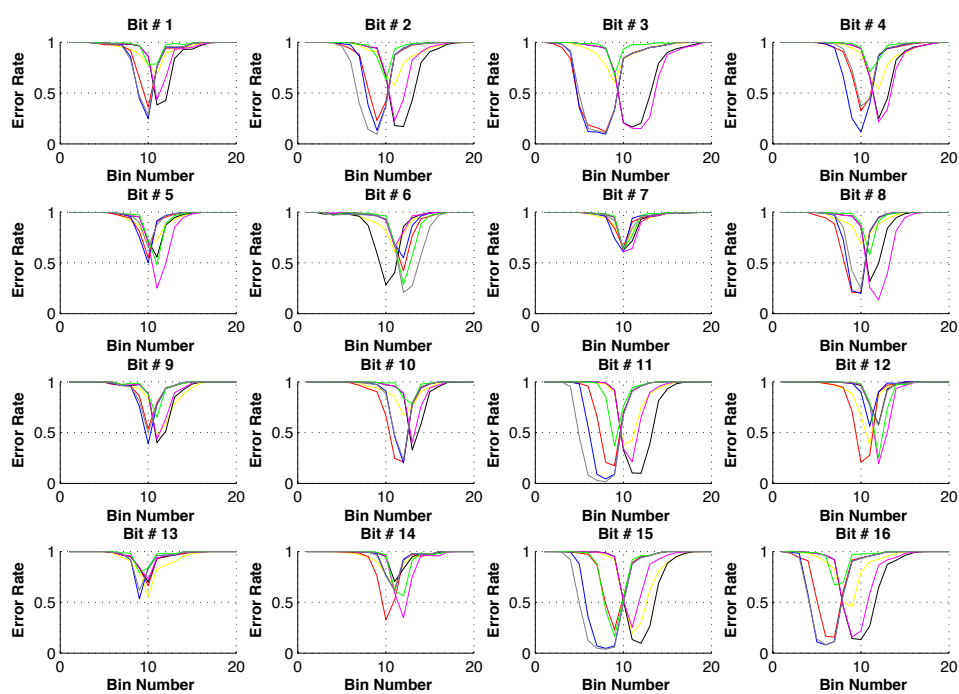 Bit # 1 Bit # 2 Bit # 3 Bit # 4
1 1 1 1
Error Rate Error Rate Error Rate Error Rate
0.5 0.5 0.5 0.5
0 0 0 0
0 10 20 0 10 20 0 10 20 0 10 20
Bin Number Bin Number Bin Number Bin Number
Bit # 5 Bit # 6 Bit # 7 Bit # 8
1 1 1 1
Error Rate Error Rate Error Rate Error Rate
0.5 0.5 0.5 0.5
0 0 0 0
0 10 20 0 10 20 0 10 20 0 10 20
Bin Number Bin Number Bin Number Bin Number
Bit # 9 Bit # 10 Bit # 11 Bit # 12
1 1 1 1
Error Rate Error Rate Error Rate Error Rate
0.5 0.5 0.5 0.5
0 0 0 0
0 10 20 0 10 20 0 10 20 0 10 20
Bin Number Bin Number Bin Number Bin Number
Bit # 13 Bit # 14 Bit # 15 Bit # 16
1 1 1 1
Error Rate Error Rate Error Rate Error Rate
0.5 0.5 0.5 0.5
0 0 0 0
0 10 20 0 10 20 0 10 20 0 10 20
Bin Number Bin Number Bin Number Bin Number